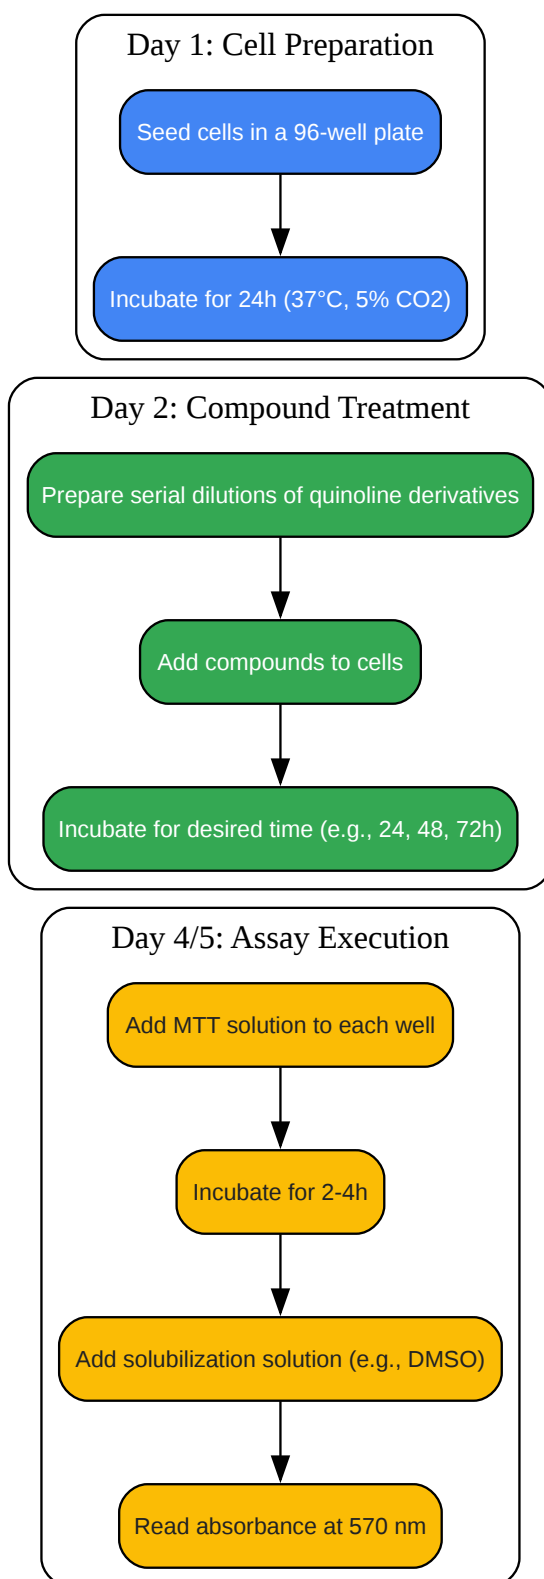 Day 1: Cell Preparation
Seed cells in a 96-well plate
Incubate for 24h (37°C, 5% CO2)
Day 2: Compound Treatment
Prepare serial dilutions of quinoline derivatives
Add compounds to cells
Incubate for desired time (e.g., 24, 48, 72h)
Day 4/5: Assay Execution
Add MTT solution to each well
Incubate for 2-4h
Add solubilization solution (e.g., DMSO)
Read absorbance at 570 nm